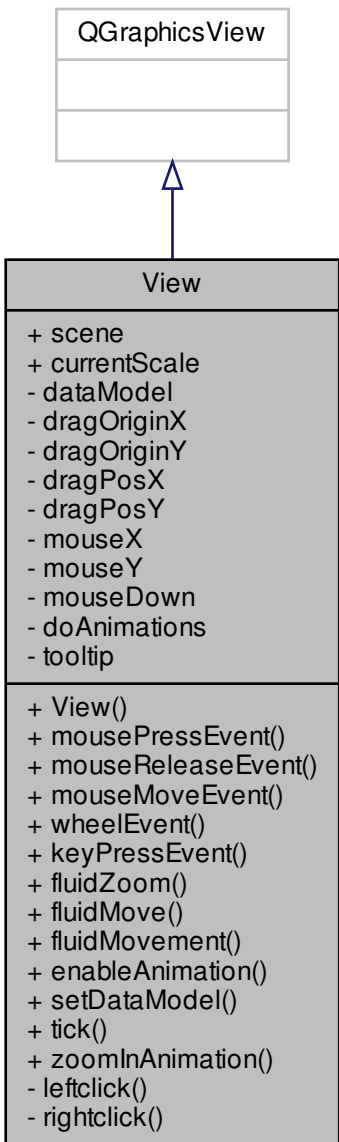 QGraphicsView
View
+ scene
+ currentScale
- dataModel
- dragOriginX
- dragOriginY
- dragPosX
- dragPosY
- mouseX
- mouseY
- mouseDown
- doAnimations
- tooltip
+ View()
+ mousePressEvent()
+ mouseReleaseEvent()
+ mouseMoveEvent()
+ wheelEvent()
+ keyPressEvent()
+ fluidZoom()
+ fluidMove()
+ fluidMovement()
+ enableAnimation()
+ setDataModel()
+ tick()
+ zoomInAnimation()
- leftclick()
- rightclick()